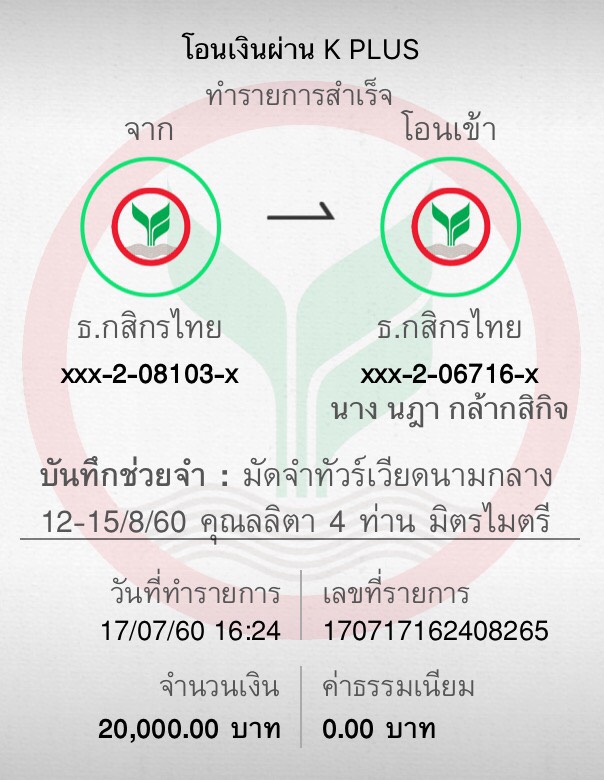 โอนเงินผ่าน K PLUS
ทำรายการสำเร็จ
จาก
โอนเข้า
ธ.กสิกรไทย
ธ.กสิกรไทย
xxx-2-08103-x
xxx-2-06716-x
นาง นฎา กล้ากสิกิจ
บันทึกช่วยจำ : มัดจำทัวร์เวียดนามกลาง
12-15/8/60 คุณลลิตา 4 ท่าน มิตรไมตรี
วันที่ทำรายการ
เลขที่รายการ
17/07/60 16:24
170717162408265
จำนวนเงิน
ค่าธรรมเนียม
20,000.00 บาท
0.00 บาท